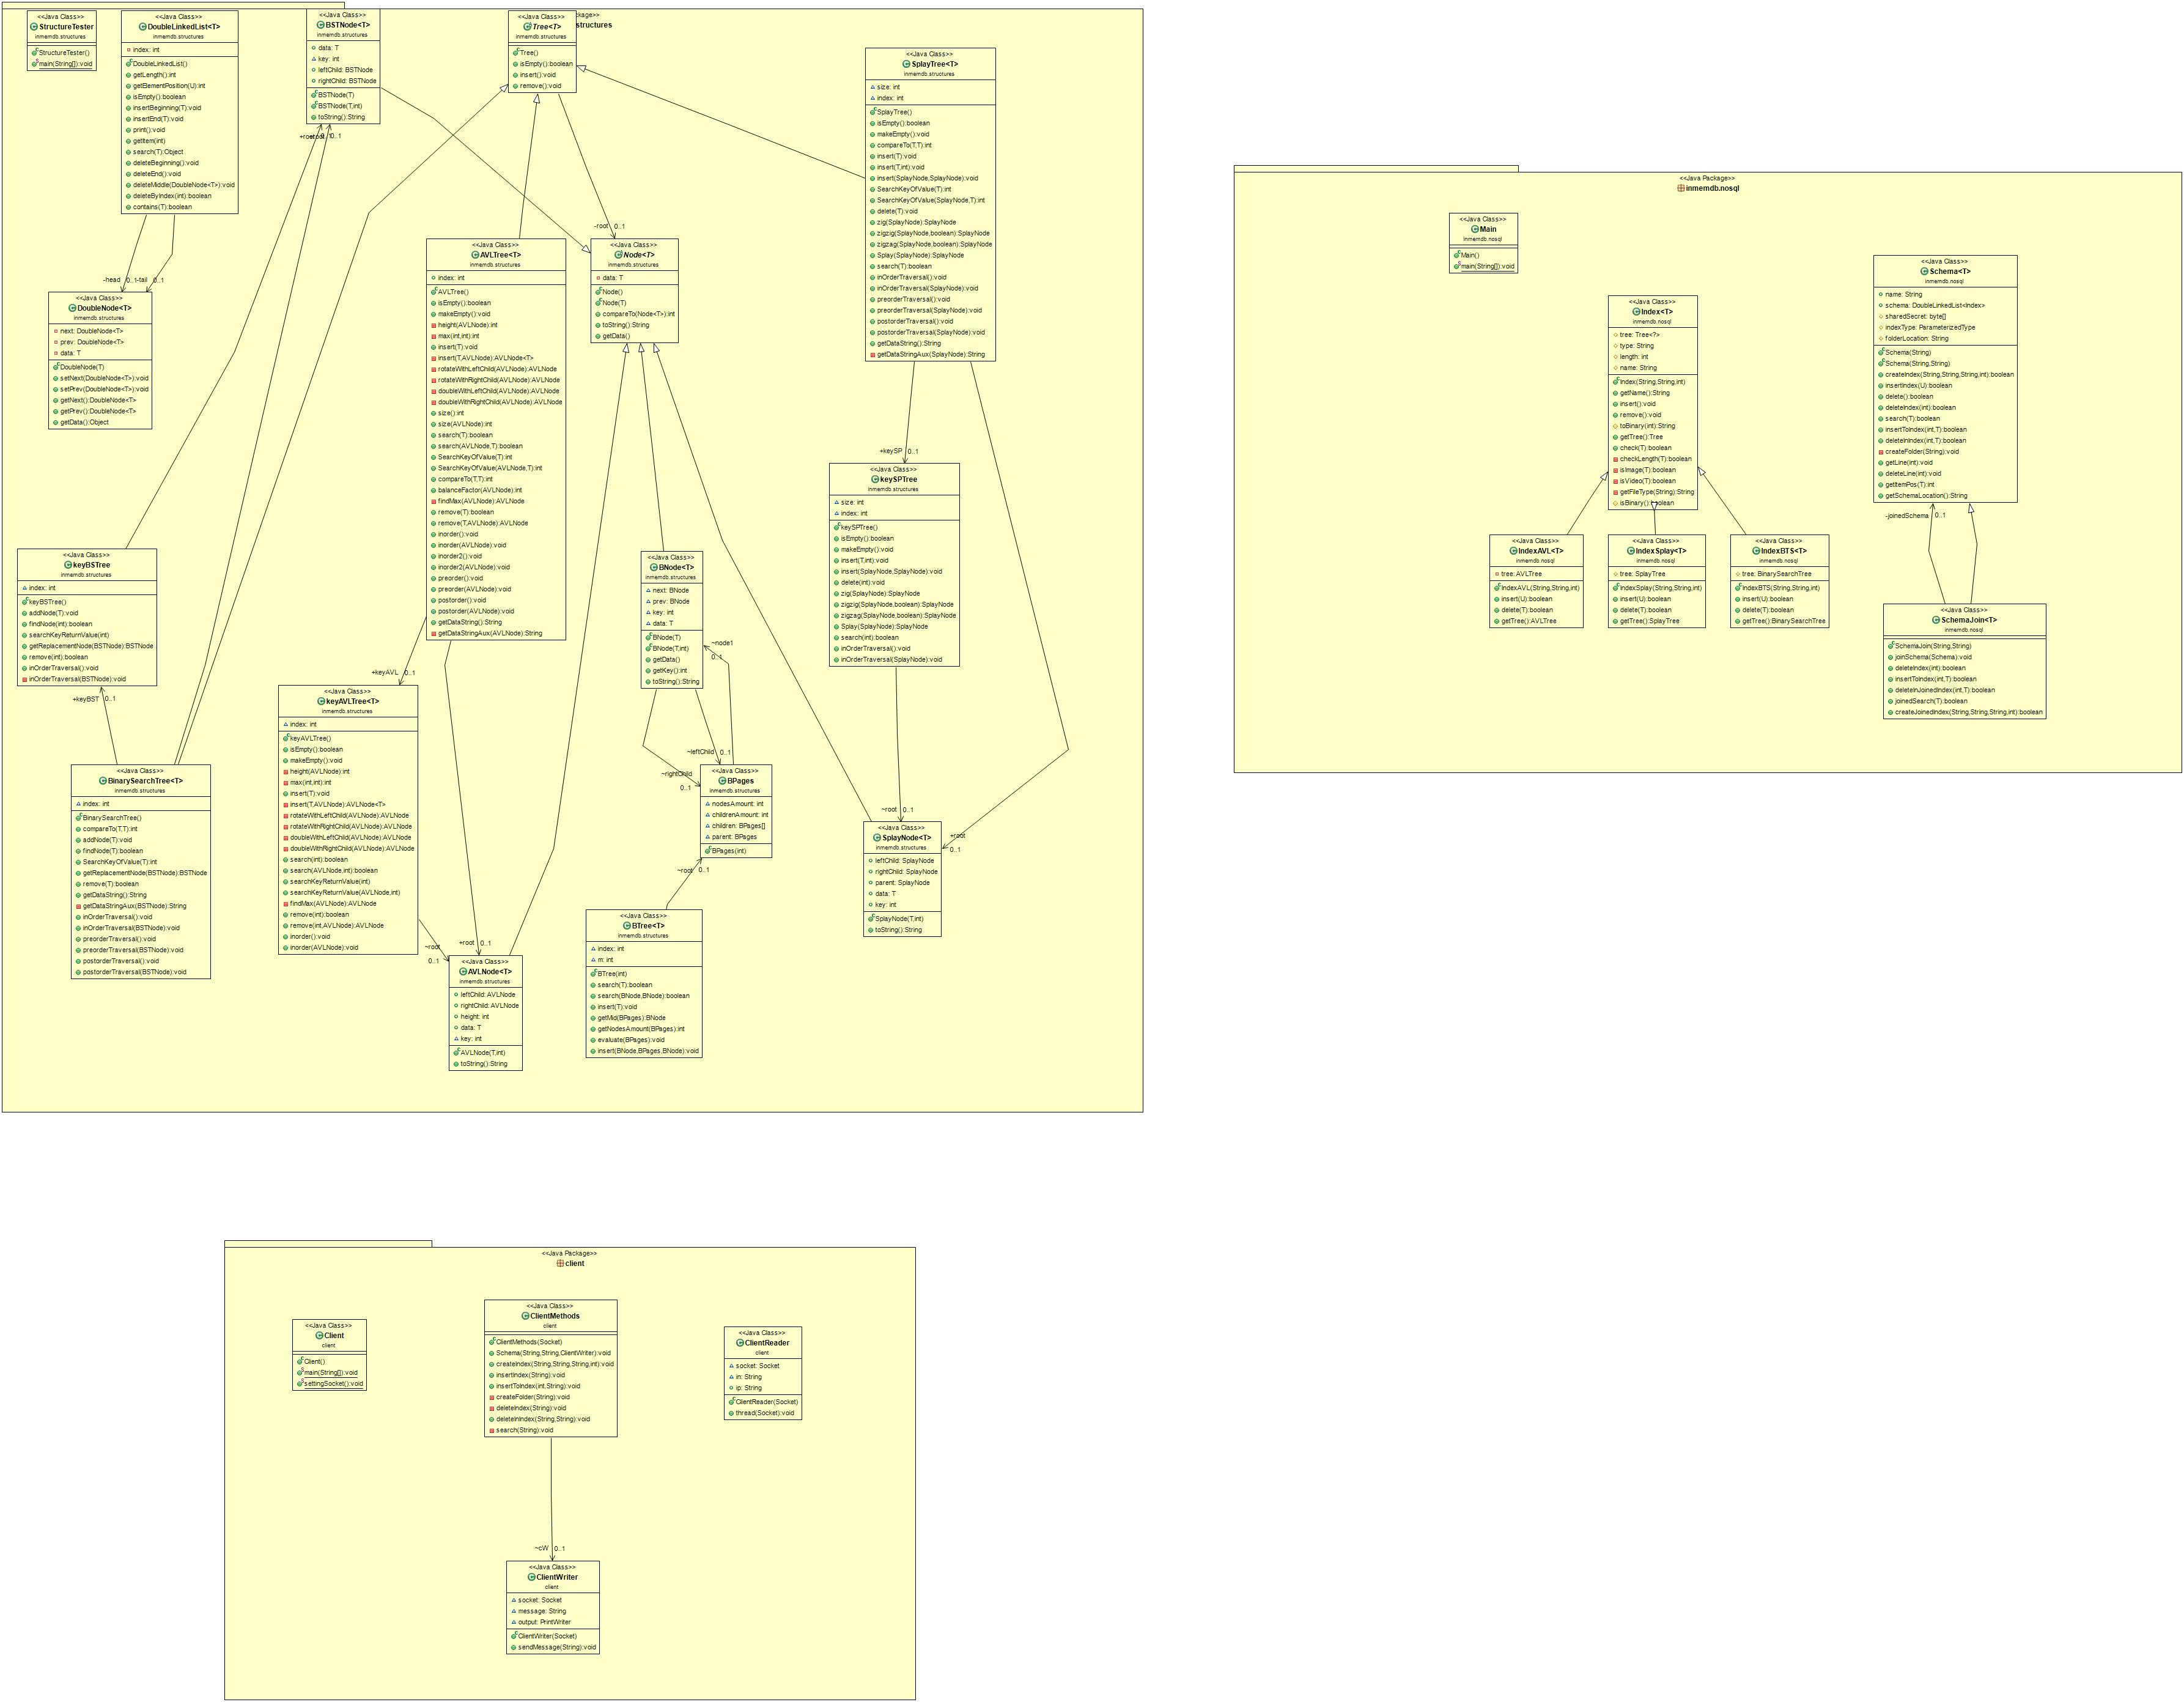 <<Java Package>>
structures
<<Java Class>>
StructureTester
inmemdb.structures
StructureTester()
main(String[]):void
<<Java Class>>
DoubleLinkedList<T>
inmemdb.structures
index: int
DoubleLinkedList()
getLength():int
getElementPosition(U):int
isEmpty():boolean
insertBeginning(T):void
insertEnd(T):void
print():void
getItem(int)
search(T):Object
deleteBeginning():void
deleteEnd():void
deleteMiddle(DoubleNode<T>):void
deleteByIndex(int):boolean
contains(T):boolean
<<Java Class>>
BSTNode<T>
inmemdb.structures
data: T
key: int
leftChild: BSTNode
rightChild: BSTNode
BSTNode(T)
BSTNode(T,int)
toString():String
<<Java Class>>
Tree<T>
inmemdb.structures
Tree()
isEmpty():boolean
insert():void
remove():void
<<Java Class>>
SplayTree<T>
inmemdb.structures
size: int
index: int
SplayTree()
isEmpty():boolean
makeEmpty():void
compareTo(T,T):int
insert(T):void
insert(T,int):void
insert(SplayNode,SplayNode):void
SearchKeyOfValue(T):int
SearchKeyOfValue(SplayNode,T):int
delete(T):void
zig(SplayNode):SplayNode
zigzig(SplayNode,boolean):SplayNode
zigzag(SplayNode,boolean):SplayNode
Splay(SplayNode):SplayNode
search(T):boolean
inOrderTraversal():void
inOrderTraversal(SplayNode):void
preorderTraversal():void
preorderTraversal(SplayNode):void
postorderTraversal():void
postorderTraversal(SplayNode):void
getDataString():String
getDataStringAux(SplayNode):String
+root 0..1
-root 0..1
-head 0..1
-tail 0..1
<<Java Class>>
DoubleNode<T>
inmemdb.structures
next: DoubleNode<T>
prev: DoubleNode<T>
data: T
DoubleNode(T)
setNext(DoubleNode<T>):void
setPrev(DoubleNode<T>):void
getNext():DoubleNode<T>
getPrev():DoubleNode<T>
getData():Object
<<Java Class>>
AVLTree<T>
inmemdb.structures
index: int
AVLTree()
isEmpty():boolean
makeEmpty():void
height(AVLNode):int
max(int,int):int
insert(T):void
insert(T,AVLNode):AVLNode<T>
rotateWithLeftChild(AVLNode):AVLNode
rotateWithRightChild(AVLNode):AVLNode
doubleWithLeftChild(AVLNode):AVLNode
doubleWithRightChild(AVLNode):AVLNode
size():int
size(AVLNode):int
search(T):boolean
search(AVLNode,T):boolean
SearchKeyOfValue(T):int
SearchKeyOfValue(AVLNode,T):int
compareTo(T,T):int
balanceFactor(AVLNode):int
findMax(AVLNode):AVLNode
remove(T):boolean
remove(T,AVLNode):AVLNode
inorder():void
inorder(AVLNode):void
inorder2():void
inorder2(AVLNode):void
preorder():void
preorder(AVLNode):void
postorder():void
postorder(AVLNode):void
getDataString():String
getDataStringAux(AVLNode):String
<<Java Class>>
Node<T>
inmemdb.structures
data: T
Node()
Node(T)
compareTo(Node<T>):int
toString():String
getData()
+keySP 0..1
<<Java Class>>
keySPTree
inmemdb.structures
size: int
index: int
keySPTree()
isEmpty():boolean
makeEmpty():void
insert(T,int):void
insert(SplayNode,SplayNode):void
delete(int):void
zig(SplayNode):SplayNode
zigzig(SplayNode,boolean):SplayNode
zigzag(SplayNode,boolean):SplayNode
Splay(SplayNode):SplayNode
search(int):boolean
inOrderTraversal():void
inOrderTraversal(SplayNode):void
<<Java Class>>
keyBSTree
inmemdb.structures
index: int
keyBSTree()
addNode(T):void
findNode(int):boolean
searchKeyReturnValue(int)
getReplacementNode(BSTNode):BSTNode
remove(int):boolean
inOrderTraversal():void
inOrderTraversal(BSTNode):void
+keyBST 0..1
<<Java Class>>
BNode<T>
inmemdb.structures
next: BNode
prev: BNode
key: int
data: T
BNode(T)
BNode(T,int)
getData()
getKey():int
toString():String
~node1
0..1
+keyAVL 0..1
<<Java Class>>
keyAVLTree<T>
inmemdb.structures
index: int
keyAVLTree()
isEmpty():boolean
makeEmpty():void
height(AVLNode):int
max(int,int):int
insert(T):void
insert(T,AVLNode):AVLNode<T>
rotateWithLeftChild(AVLNode):AVLNode
rotateWithRightChild(AVLNode):AVLNode
doubleWithLeftChild(AVLNode):AVLNode
doubleWithRightChild(AVLNode):AVLNode
search(int):boolean
search(AVLNode,int):boolean
searchKeyReturnValue(int)
searchKeyReturnValue(AVLNode,int)
findMax(AVLNode):AVLNode
remove(int):boolean
remove(int,AVLNode):AVLNode
inorder():void
inorder(AVLNode):void
<<Java Class>>
BinarySearchTree<T>
inmemdb.structures
index: int
BinarySearchTree()
compareTo(T,T):int
addNode(T):void
findNode(T):boolean
SearchKeyOfValue(T):int
getReplacementNode(BSTNode):BSTNode
remove(T):boolean
getDataString():String
getDataStringAux(BSTNode):String
inOrderTraversal():void
inOrderTraversal(BSTNode):void
preorderTraversal():void
preorderTraversal(BSTNode):void
postorderTraversal():void
postorderTraversal(BSTNode):void
~leftChild 0..1
~rightChild
0..1
<<Java Class>>
BPages
inmemdb.structures
nodesAmount: int
childrenAmount: int
children: BPages[]
parent: BPages
BPages(int)
~root 0..1
<<Java Class>>
BTree<T>
inmemdb.structures
index: int
m: int
BTree(int)
search(T):boolean
search(BNode,BNode):boolean
insert(T):void
getMid(BPages):BNode
getNodesAmount(BPages):int
evaluate(BPages):void
insert(BNode,BPages,BNode):void
~root 0..1
+root
0..1
<<Java Class>>
SplayNode<T>
inmemdb.structures
leftChild: SplayNode
rightChild: SplayNode
parent: SplayNode
data: T
key: int
SplayNode(T,int)
toString():String
~root
0..1
+root 0..1
<<Java Class>>
AVLNode<T>
inmemdb.structures
leftChild: AVLNode
rightChild: AVLNode
height: int
data: T
key: int
AVLNode(T,int)
toString():String
<<Java Package>>
inmemdb.nosql
<<Java Class>>
Main
inmemdb.nosql
Main()
main(String[]):void
<<Java Class>>
Index<T>
inmemdb.nosql
tree: Tree<?>
type: String
length: int
name: String
Index(String,String,int)
getName():String
insert():void
remove():void
toBinary(int):String
getTree():Tree
check(T):boolean
checkLength(T):boolean
isImage(T):boolean
isVideo(T):boolean
getFileType(String):String
isBinary():boolean
<<Java Class>>
Schema<T>
inmemdb.nosql
name: String
schema: DoubleLinkedList<Index>
sharedSecret: byte[]
indexType: ParameterizedType
folderLocation: String
Schema(String)
Schema(String,String)
createIndex(String,String,String,int):boolean
insertIndex(U):boolean
delete():boolean
deleteIndex(int):boolean
search(T):boolean
insertToIndex(int,T):boolean
deleteInIndex(int,T):boolean
createFolder(String):void
getLine(int):void
deleteLine(int):void
getItemPos(T):int
getSchemaLocation():String
-joinedSchema 0..1
<<Java Class>>
IndexAVL<T>
inmemdb.nosql
tree: AVLTree
IndexAVL(String,String,int)
insert(U):boolean
delete(T):boolean
getTree():AVLTree
<<Java Class>>
IndexSplay<T>
inmemdb.nosql
tree: SplayTree
IndexSplay(String,String,int)
insert(U):boolean
delete(T):boolean
getTree():SplayTree
<<Java Class>>
IndexBTS<T>
inmemdb.nosql
tree: BinarySearchTree
IndexBTS(String,String,int)
insert(U):boolean
delete(T):boolean
getTree():BinarySearchTree
<<Java Class>>
SchemaJoin<T>
inmemdb.nosql
SchemaJoin(String,String)
joinSchema(Schema):void
deleteIndex(int):boolean
insertToIndex(int,T):boolean
deleteInJoinedIndex(int,T):boolean
joinedSearch(T):boolean
createJoinedIndex(String,String,String,int):boolean
<<Java Package>>
client
<<Java Class>>
Client
client
Client()
main(String[]):void
settingSocket():void
<<Java Class>>
ClientMethods
client
ClientMethods(Socket)
Schema(String,String,ClientWriter):void
createIndex(String,String,String,int):void
insertIndex(String):void
insertToIndex(int,String):void
createFolder(String):void
deleteIndex(String):void
deleteInIndex(String,String):void
search(String):void
<<Java Class>>
ClientReader
client
socket: Socket
in: String
ip: String
ClientReader(Socket)
thread(Socket):void
~cW 0..1
<<Java Class>>
ClientWriter
client
socket: Socket
message: String
output: PrintWriter
ClientWriter(Socket)
sendMessage(String):void